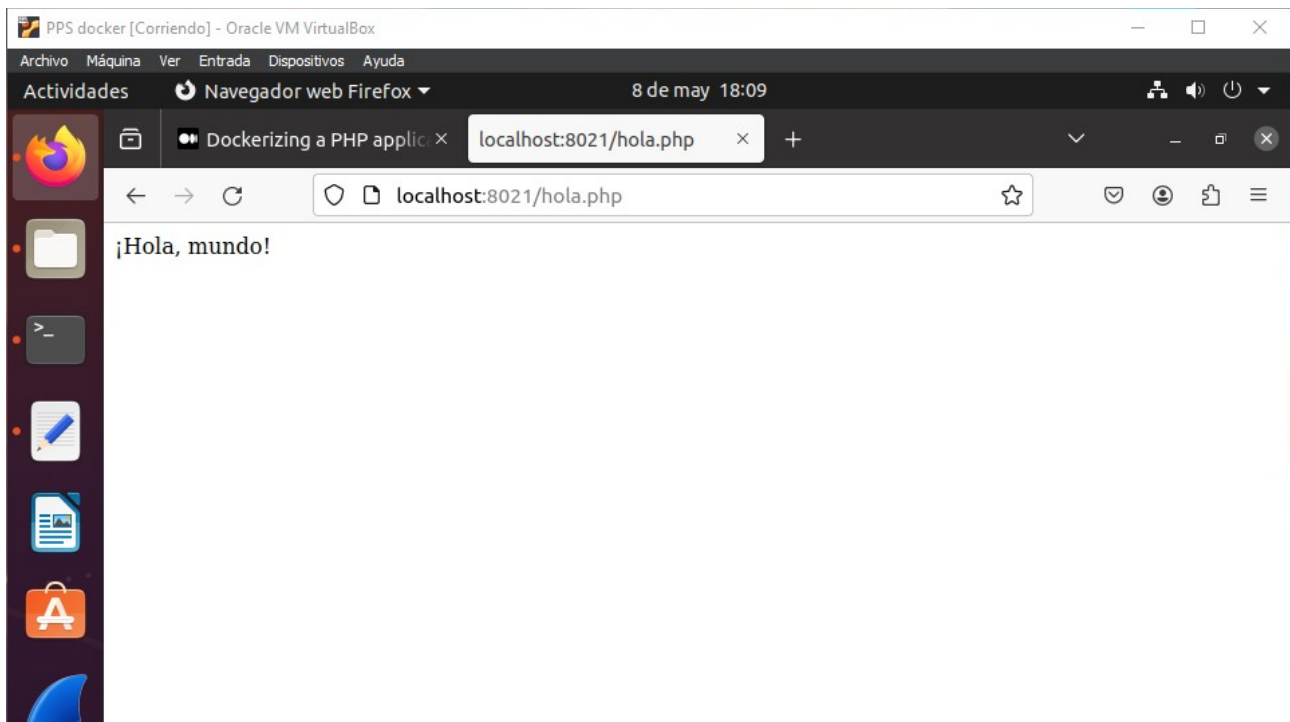 PPS docker [Corriendo] - Oracle VM VirtualBox
Archivo Máquina Ver Entrada Dispositivos Ayuda
Actividades Navegador web Firefox 8 de may 18:09
Dockerizing a PHP applic localhost:8021/hola.php
localhost:8021/hola.php
¡Hola, mundo!